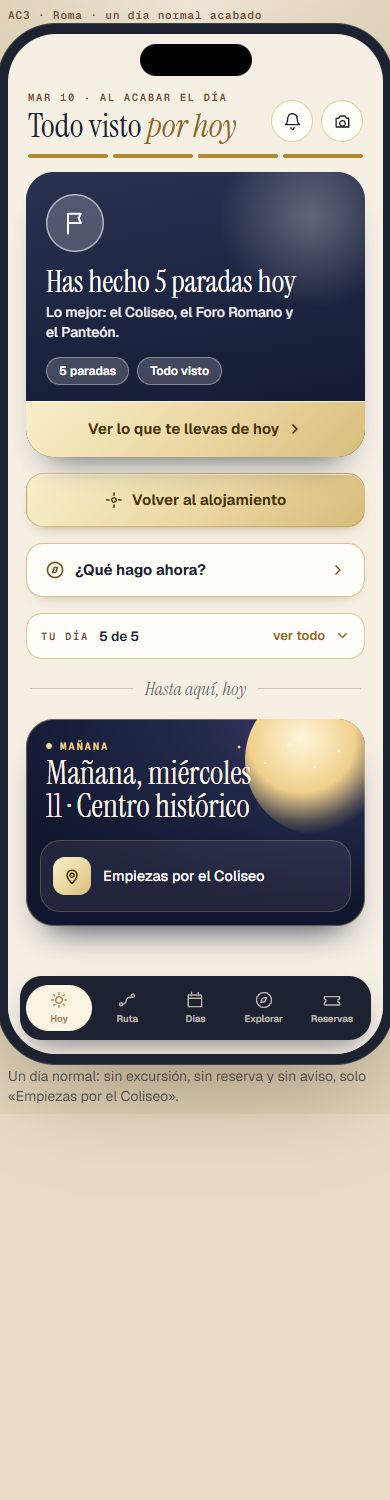 AC3 · Roma · un día normal acabado
MAR 10 · AL ACABAR EL DÍA
Todo visto por hoy
Has hecho 5 paradas hoy
Lo mejor: el Coliseo, el Foro Romano y
el Panteón.
5 paradas
Todo visto
Ver lo que te llevas de hoy
Volver al alojamiento
¿Qué hago ahora?
TU DÍA 5 de 5
ver todo
Hasta aquí, hoy
MAÑANA
Mañana, miércoles
11 · Centro histórico
Empiezas por el Coliseo
Hoy
Ruta
Días
Explorar
Reservas
Un día normal: sin excursión, sin reserva y sin aviso, solo
«Empiezas por el Coliseo».